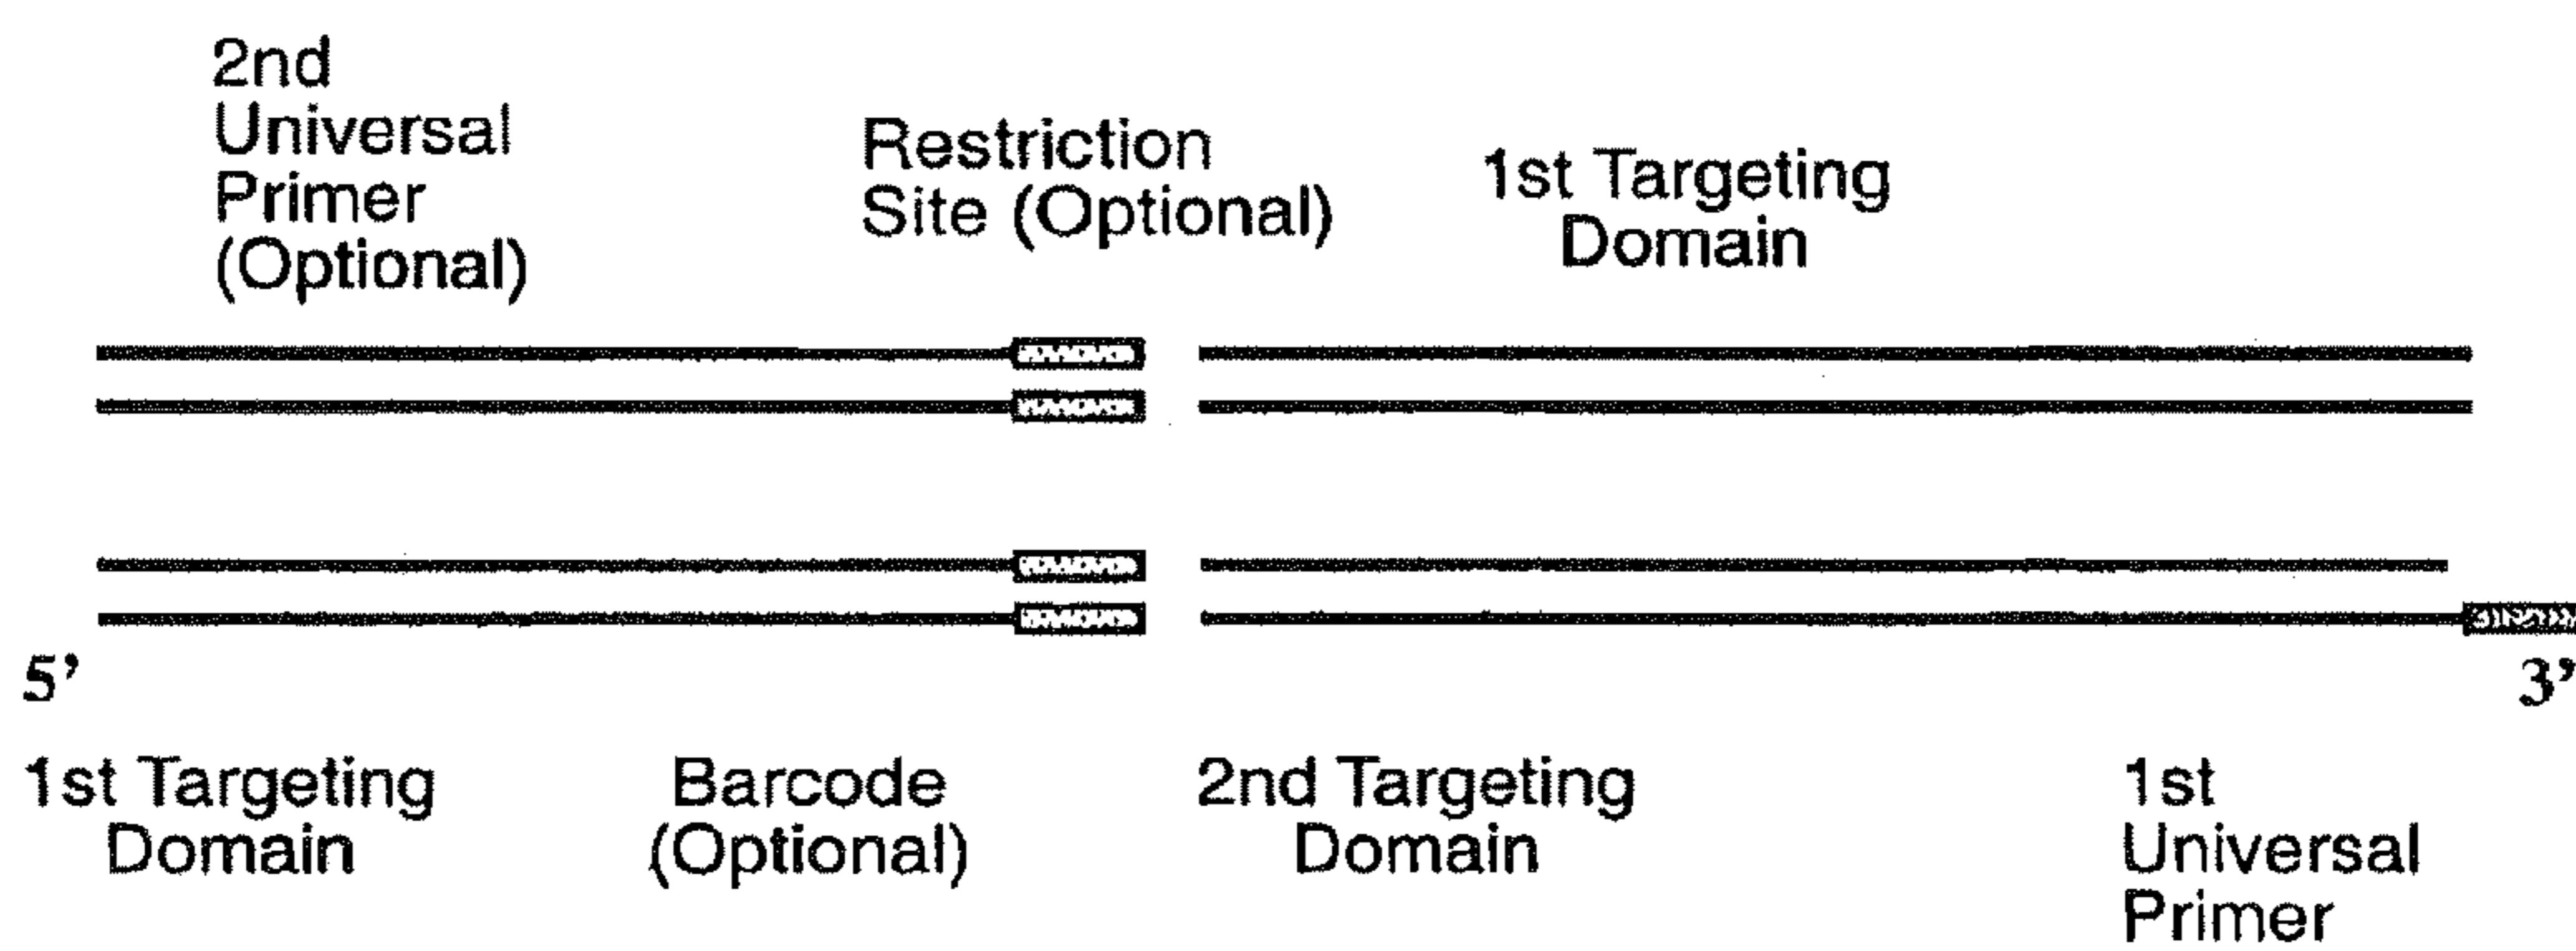 2nd
Universal
Primer
(Optional)
Restriction
Site (Optional)
1st Targeting
Domain
5’
3’
1st Targeting
Domain
Barcode
(Optional)
2nd Targeting
Domain
1st
Universal
Primer